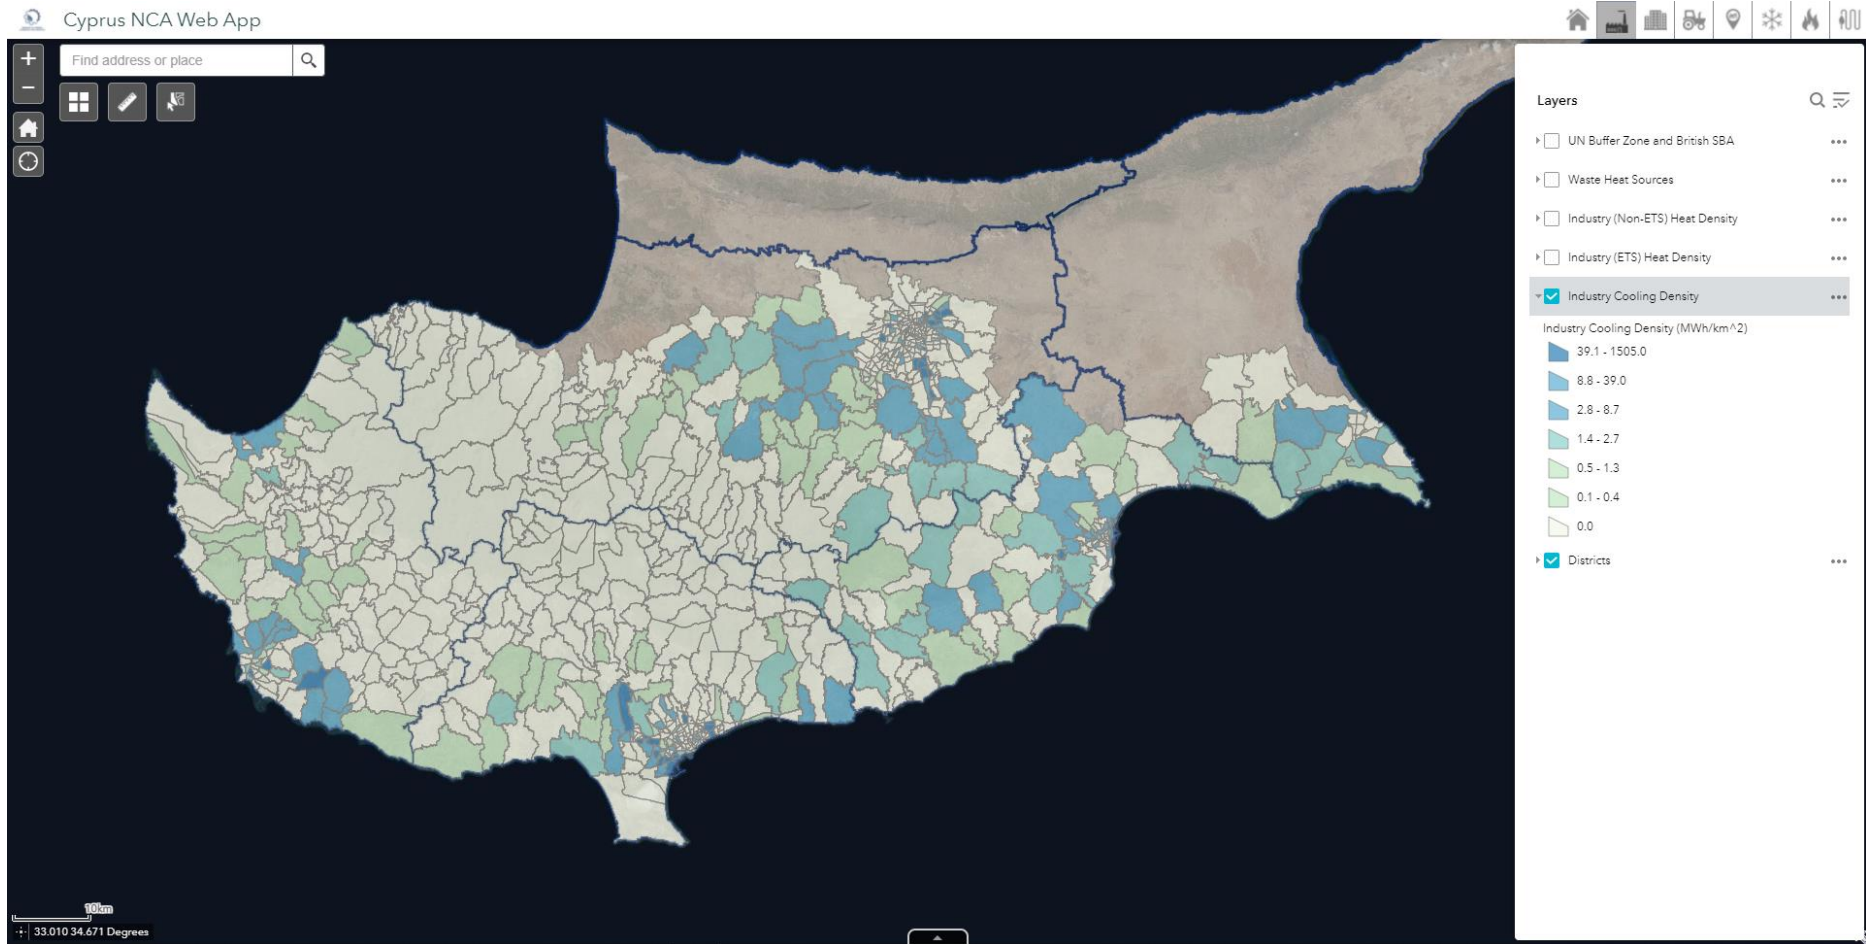 Cyprus NCA Web App
Find address or place
Layers
UN Buffer Zone and British SBA
Waste Heat Sources
Industry (Non-ETS) Heat Density
Industry (ETS) Heat Density
Industry Cooling Density
Industry Cooling Density (MWh/km^2)
39.1 - 1505.0
8.8 - 39.0
2.8 - 8.7
1.4 - 2.7
0.5 - 1.3
0.1 - 0.4
0.0
Districts
10km
33.010 34.671 Degrees